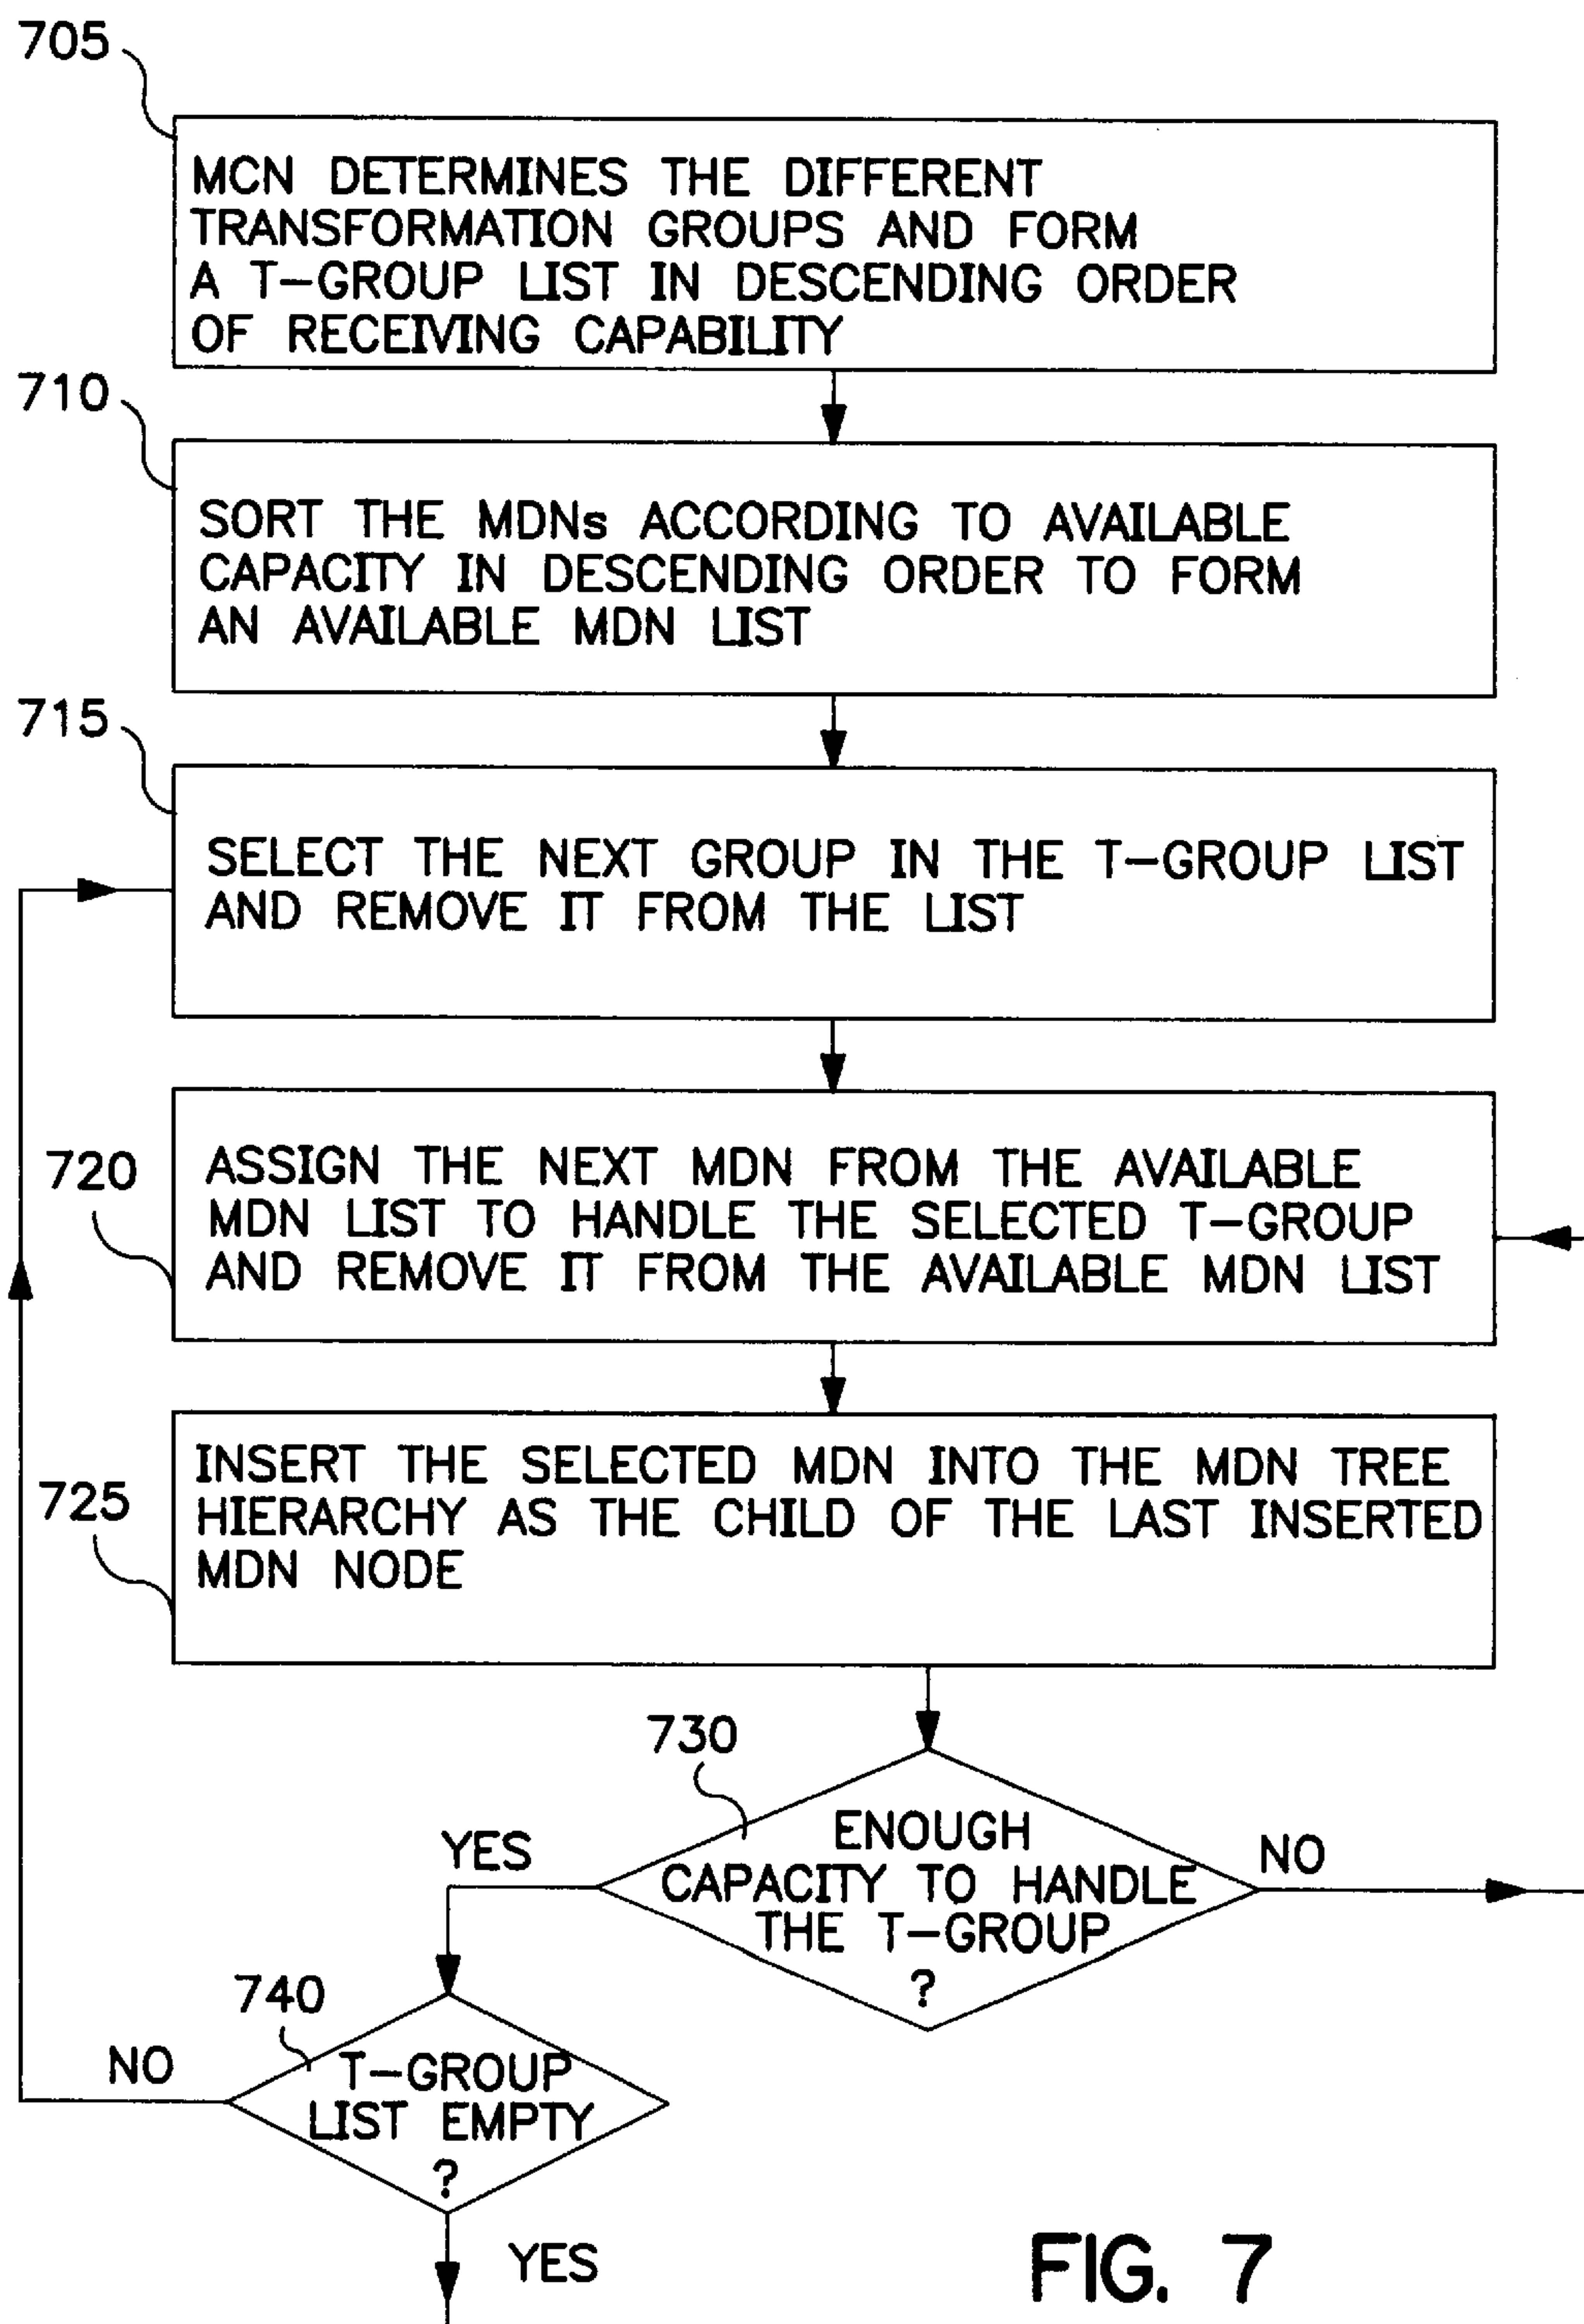 705
MCN DETERMINES THE DIFFERENT
TRANSFORMATION GROUPS AND FORM
A T-GROUP LIST IN DESCENDING ORDER
OF RECEIVING CAPABILITY
710
SORT THE MDNs ACCORDING TO AVAILABLE
CAPACITY IN DESCENDING ORDER TO FORM
AN AVAILABLE MDN LIST
715
SELECT THE NEXT GROUP IN THE T-GROUP LIST
AND REMOVE IT FROM THE LIST
720
ASSIGN THE NEXT MDN FROM THE AVAILABLE
MDN LIST TO HANDLE THE SELECTED T-GROUP
AND REMOVE IT FROM THE AVAILABLE MDN LIST
725
INSERT THE SELECTED MDN INTO THE MDN TREE
HIERARCHY AS THE CHILD OF THE LAST INSERTED
MDN NODE
730
ENOUGH
CAPACITY TO HANDLE
THE T-GROUP
?
YES
NO
740
T-GROUP
LIST EMPTY
?
NO
YES
FIG. 7